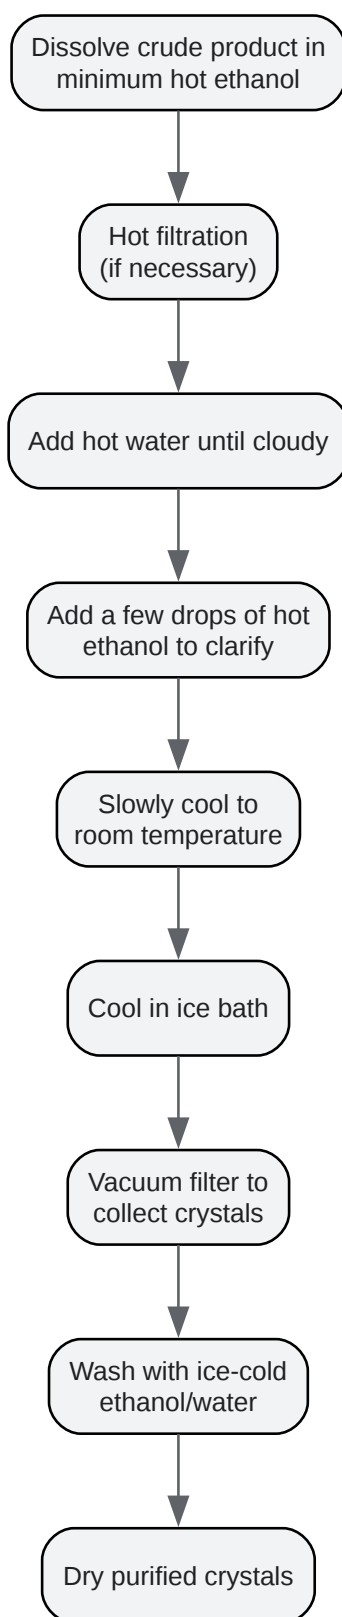 Dissolve crude product in
minimum hot ethanol
Hot filtration
(if necessary)
Add hot water until cloudy
Add a few drops of hot
ethanol to clarify
Slowly cool to
room temperature
Cool in ice bath
Vacuum filter to
collect crystals
Wash with ice-cold
ethanol/water
Dry purified crystals